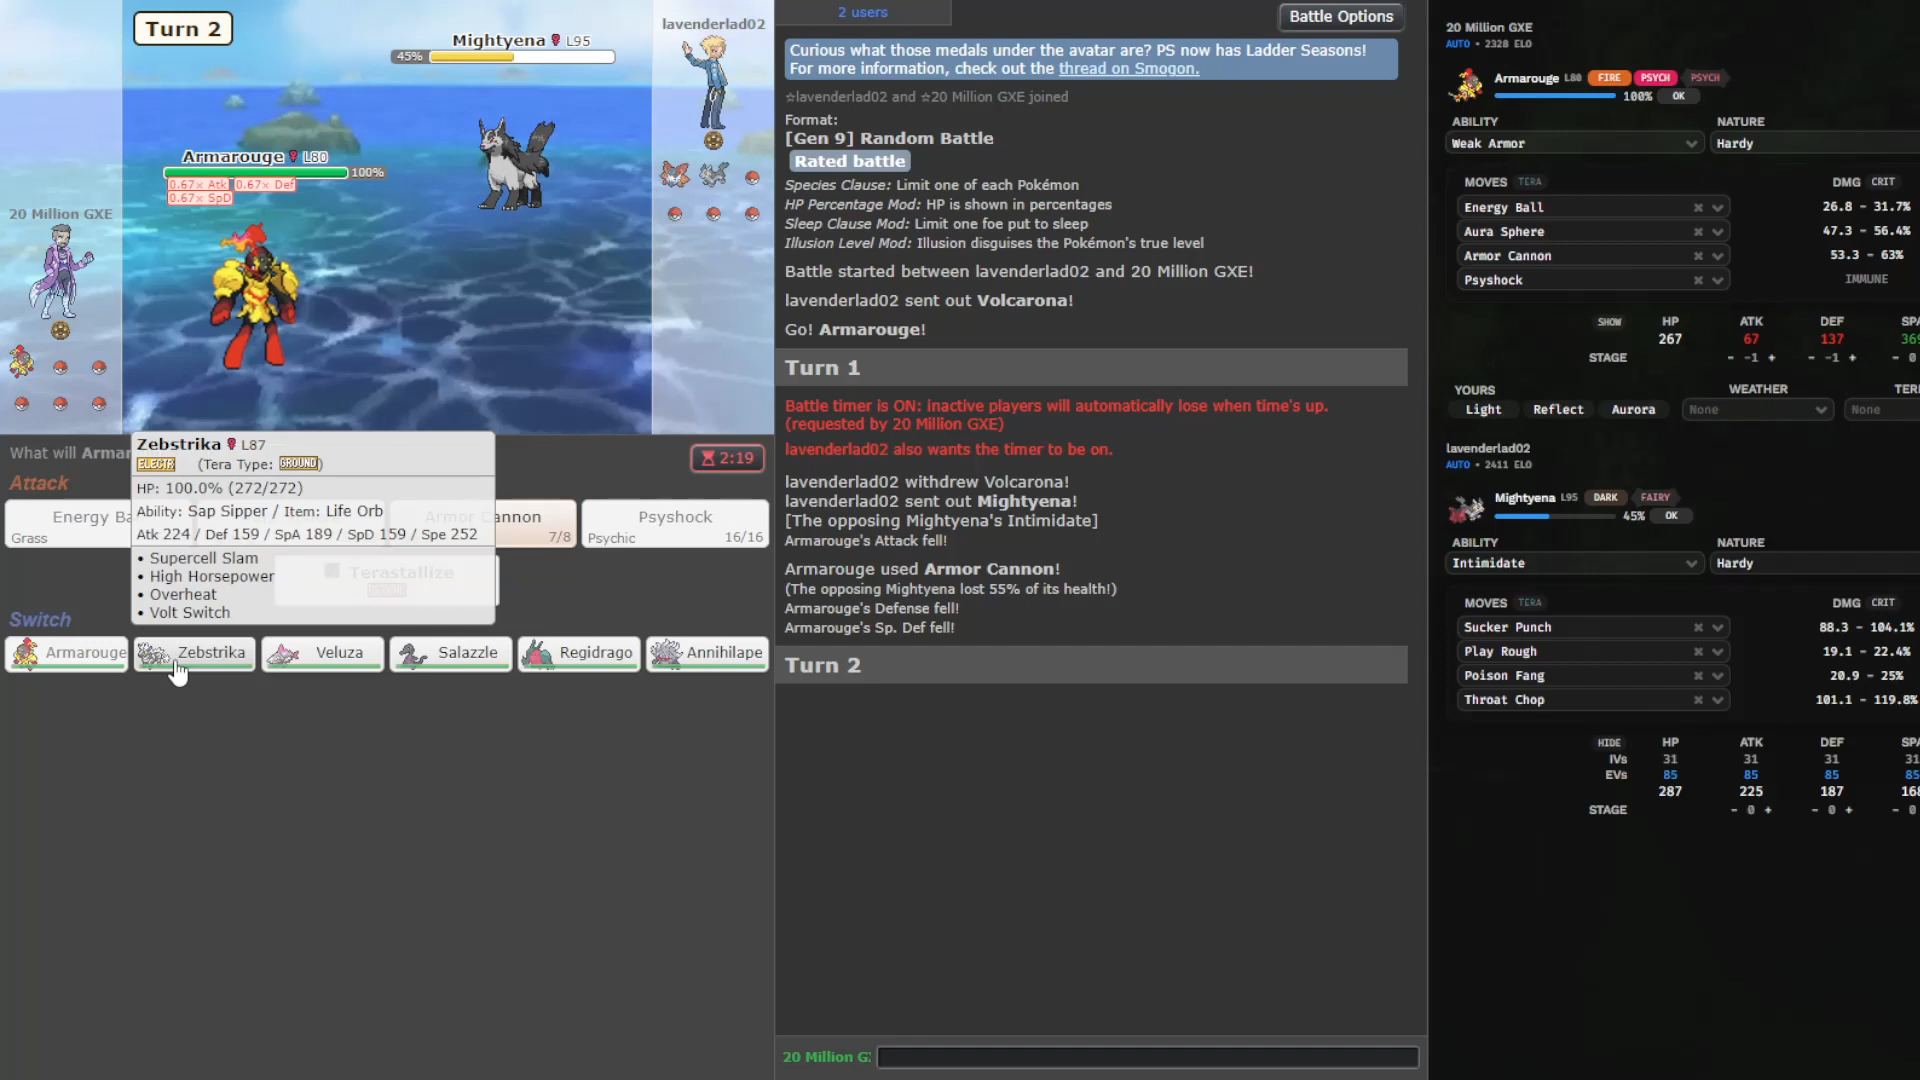 Turn 2
Mightyena L95
45%
lavenderlad02
Armarouge L80
100%
0.67× Atk 0.67× Def
0.67× SpD
20 Million GXE
What will Armar
Zebstrika L87
ELECTR (Tera Type: GROUND)
HP: 100.0% (272/272)
Ability: Sap Sipper / Item: Life Orb
Atk 224 / Def 159 / SpA 189 / SpD 159 / Spe 252
• Supercell Slam
• High Horsepower
• Overheat
• Volt Switch
2:19
Attack
Energy Ba
Grass
Armor Cannon
7/8
Psyshock
Psychic 16/16
Terastallize
Switch
Armarouge
Zebstrika
Veluza
Salazzle
Regidrago
Annihilape
2 users
Battle Options
Curious what those medals under the avatar are? PS now has Ladder Seasons!
For more information, check out the thread on Smogon.
☆lavenderlad02 and ☆20 Million GXE joined
Format:
[Gen 9] Random Battle
Rated battle
Species Clause: Limit one of each Pokémon
HP Percentage Mod: HP is shown in percentages
Sleep Clause Mod: Limit one foe put to sleep
Illusion Level Mod: Illusion disguises the Pokémon's true level
Battle started between lavenderlad02 and 20 Million GXE!
lavenderlad02 sent out Volcarona!
Go! Armarouge!
Turn 1
Battle timer is ON: inactive players will automatically lose when time's up.
(requested by 20 Million GXE)
lavenderlad02 also wants the timer to be on.
lavenderlad02 withdrew Volcarona!
lavenderlad02 sent out Mightyena!
[The opposing Mightyena's Intimidate]
Armarouge's Attack fell!
Armarouge used Armor Cannon!
(The opposing Mightyena lost 55% of its health!)
Armarouge's Defense fell!
Armarouge's Sp. Def fell!
Turn 2
20 Million G
20 Million GXE
AUTO • 2328 ELO
Armarouge L80 FIRE PSYCH PSYCH
100% OK
ABILITY NATURE
Weak Armor Hardy
MOVES TERA DMG CRIT
Energy Ball 26.8 - 31.7%
Aura Sphere 47.3 - 56.4%
Armor Cannon 53.3 - 63%
Psyshock IMMUNE
SHOW HP ATK DEF SPA
267 67 137 369
STAGE - -1 + - -1 + - 0
YOURS WEATHER TER
Light Reflect Aurora None None
lavenderlad02
AUTO • 2411 ELO
Mightyena L95 DARK FAIRY
45% OK
ABILITY NATURE
Intimidate Hardy
MOVES TERA DMG CRIT
Sucker Punch 88.3 - 104.1%
Play Rough 19.1 - 22.4%
Poison Fang 20.9 - 25%
Throat Chop 101.1 - 119.8%
HIDE HP ATK DEF SPA
IVs 31 31 31 31
EVs 85 85 85 85
287 225 187 168
STAGE - 0 + - 0 + - 0